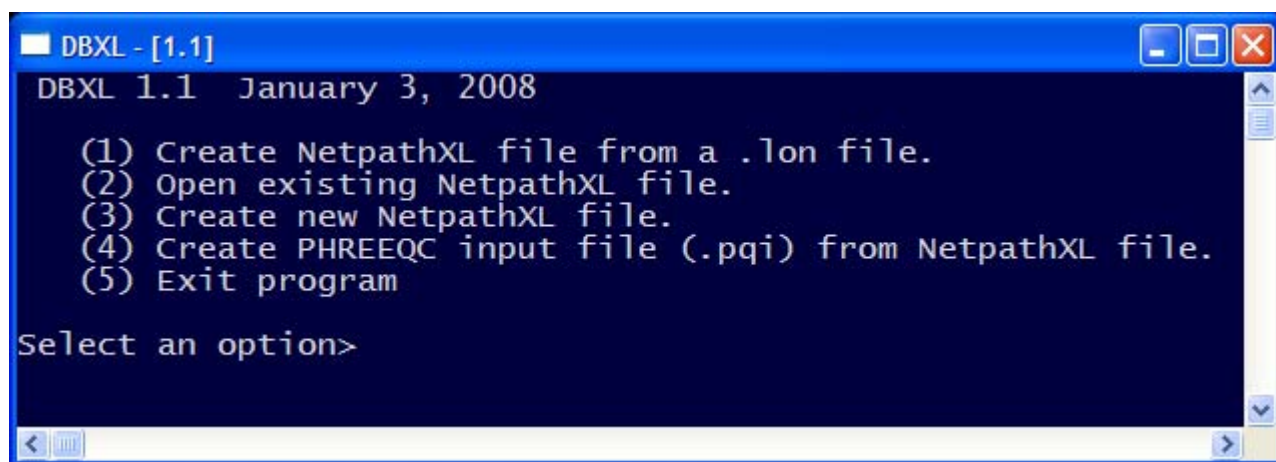 DBXL - [1.1]
DBXL 1.1 January 3, 2008
(1) Create NetpathXL file from a .lon file.
(2) Open existing NetpathXL file.
(3) Create new NetpathXL file.
(4) Create PHREEQC input file (.pqi) from NetpathXL file.
(5) Exit program
Select an option>